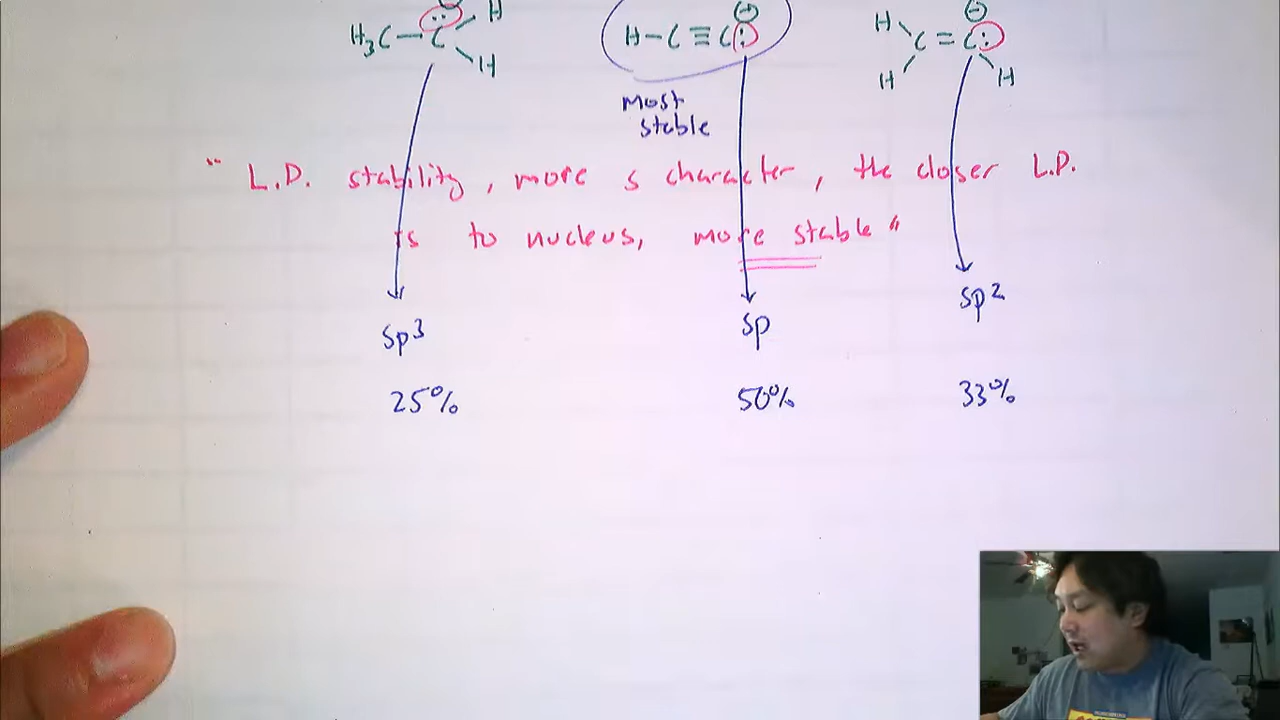 H
H₃C — C
H
H — C ≡ C :
⊖
H
H
C = C :
⊖
H
most
stable
" L.P. stability, more s character, the closer L.P.
is to nucleus, more stable "
sp³
sp
sp²
25%
50%
33%